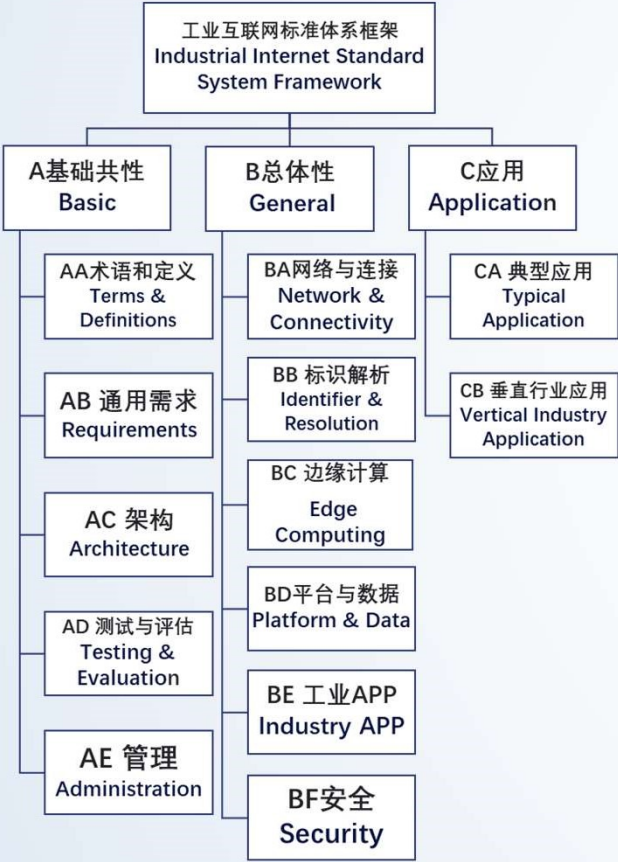 工业互联网标准体系框架
Industrial Internet Standard
System Framework
A基础共性
Basic
B总体性
General
C应用
Application
AA术语和定义
Terms &
Definitions
AB 通用需求
Requirements
AC 架构
Architecture
AD 测试与评估
Testing &
Evaluation
AE 管理
Administration
BA网络与连接
Network &
Connectivity
BB 标识解析
Identifier &
Resolution
BC 边缘计算
Edge
Computing
BD平台与数据
Platform & Data
BE 工业APP
Industry APP
BF安全
Security
CA 典型应用
Typical
Application
CB 垂直行业应用
Vertical Industry
Application